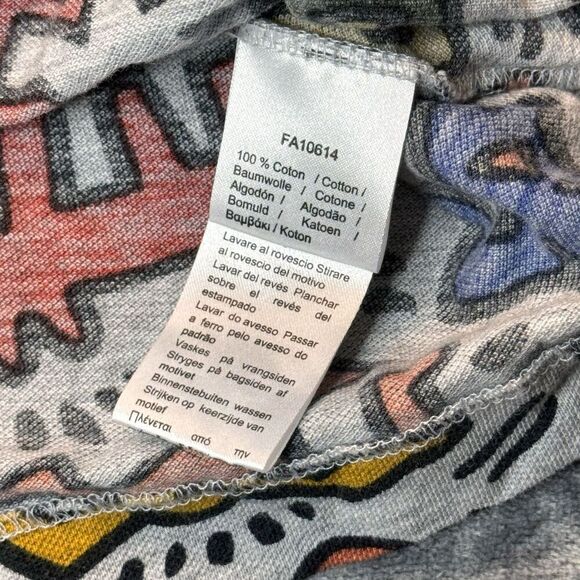 FA10614
100 % Coton / Cotton /
Baumwolle / Cotone /
Algodón / Algodão /
Bomuld / Katoen /
Βαμβάκι / Koton
Lavare al rovescio Stirare
al rovescio del motivo
Lavar del revés Planchar
sobre el revés del
estampado
Lavar do avesso Passar
a ferro pelo avesso do
padrão
Vaskes på vrangsiden
Stryges på bagsiden af
motivet
Binnenstebuiten wassen
Strijken op keerzijde van
motief
Πλένεται από την